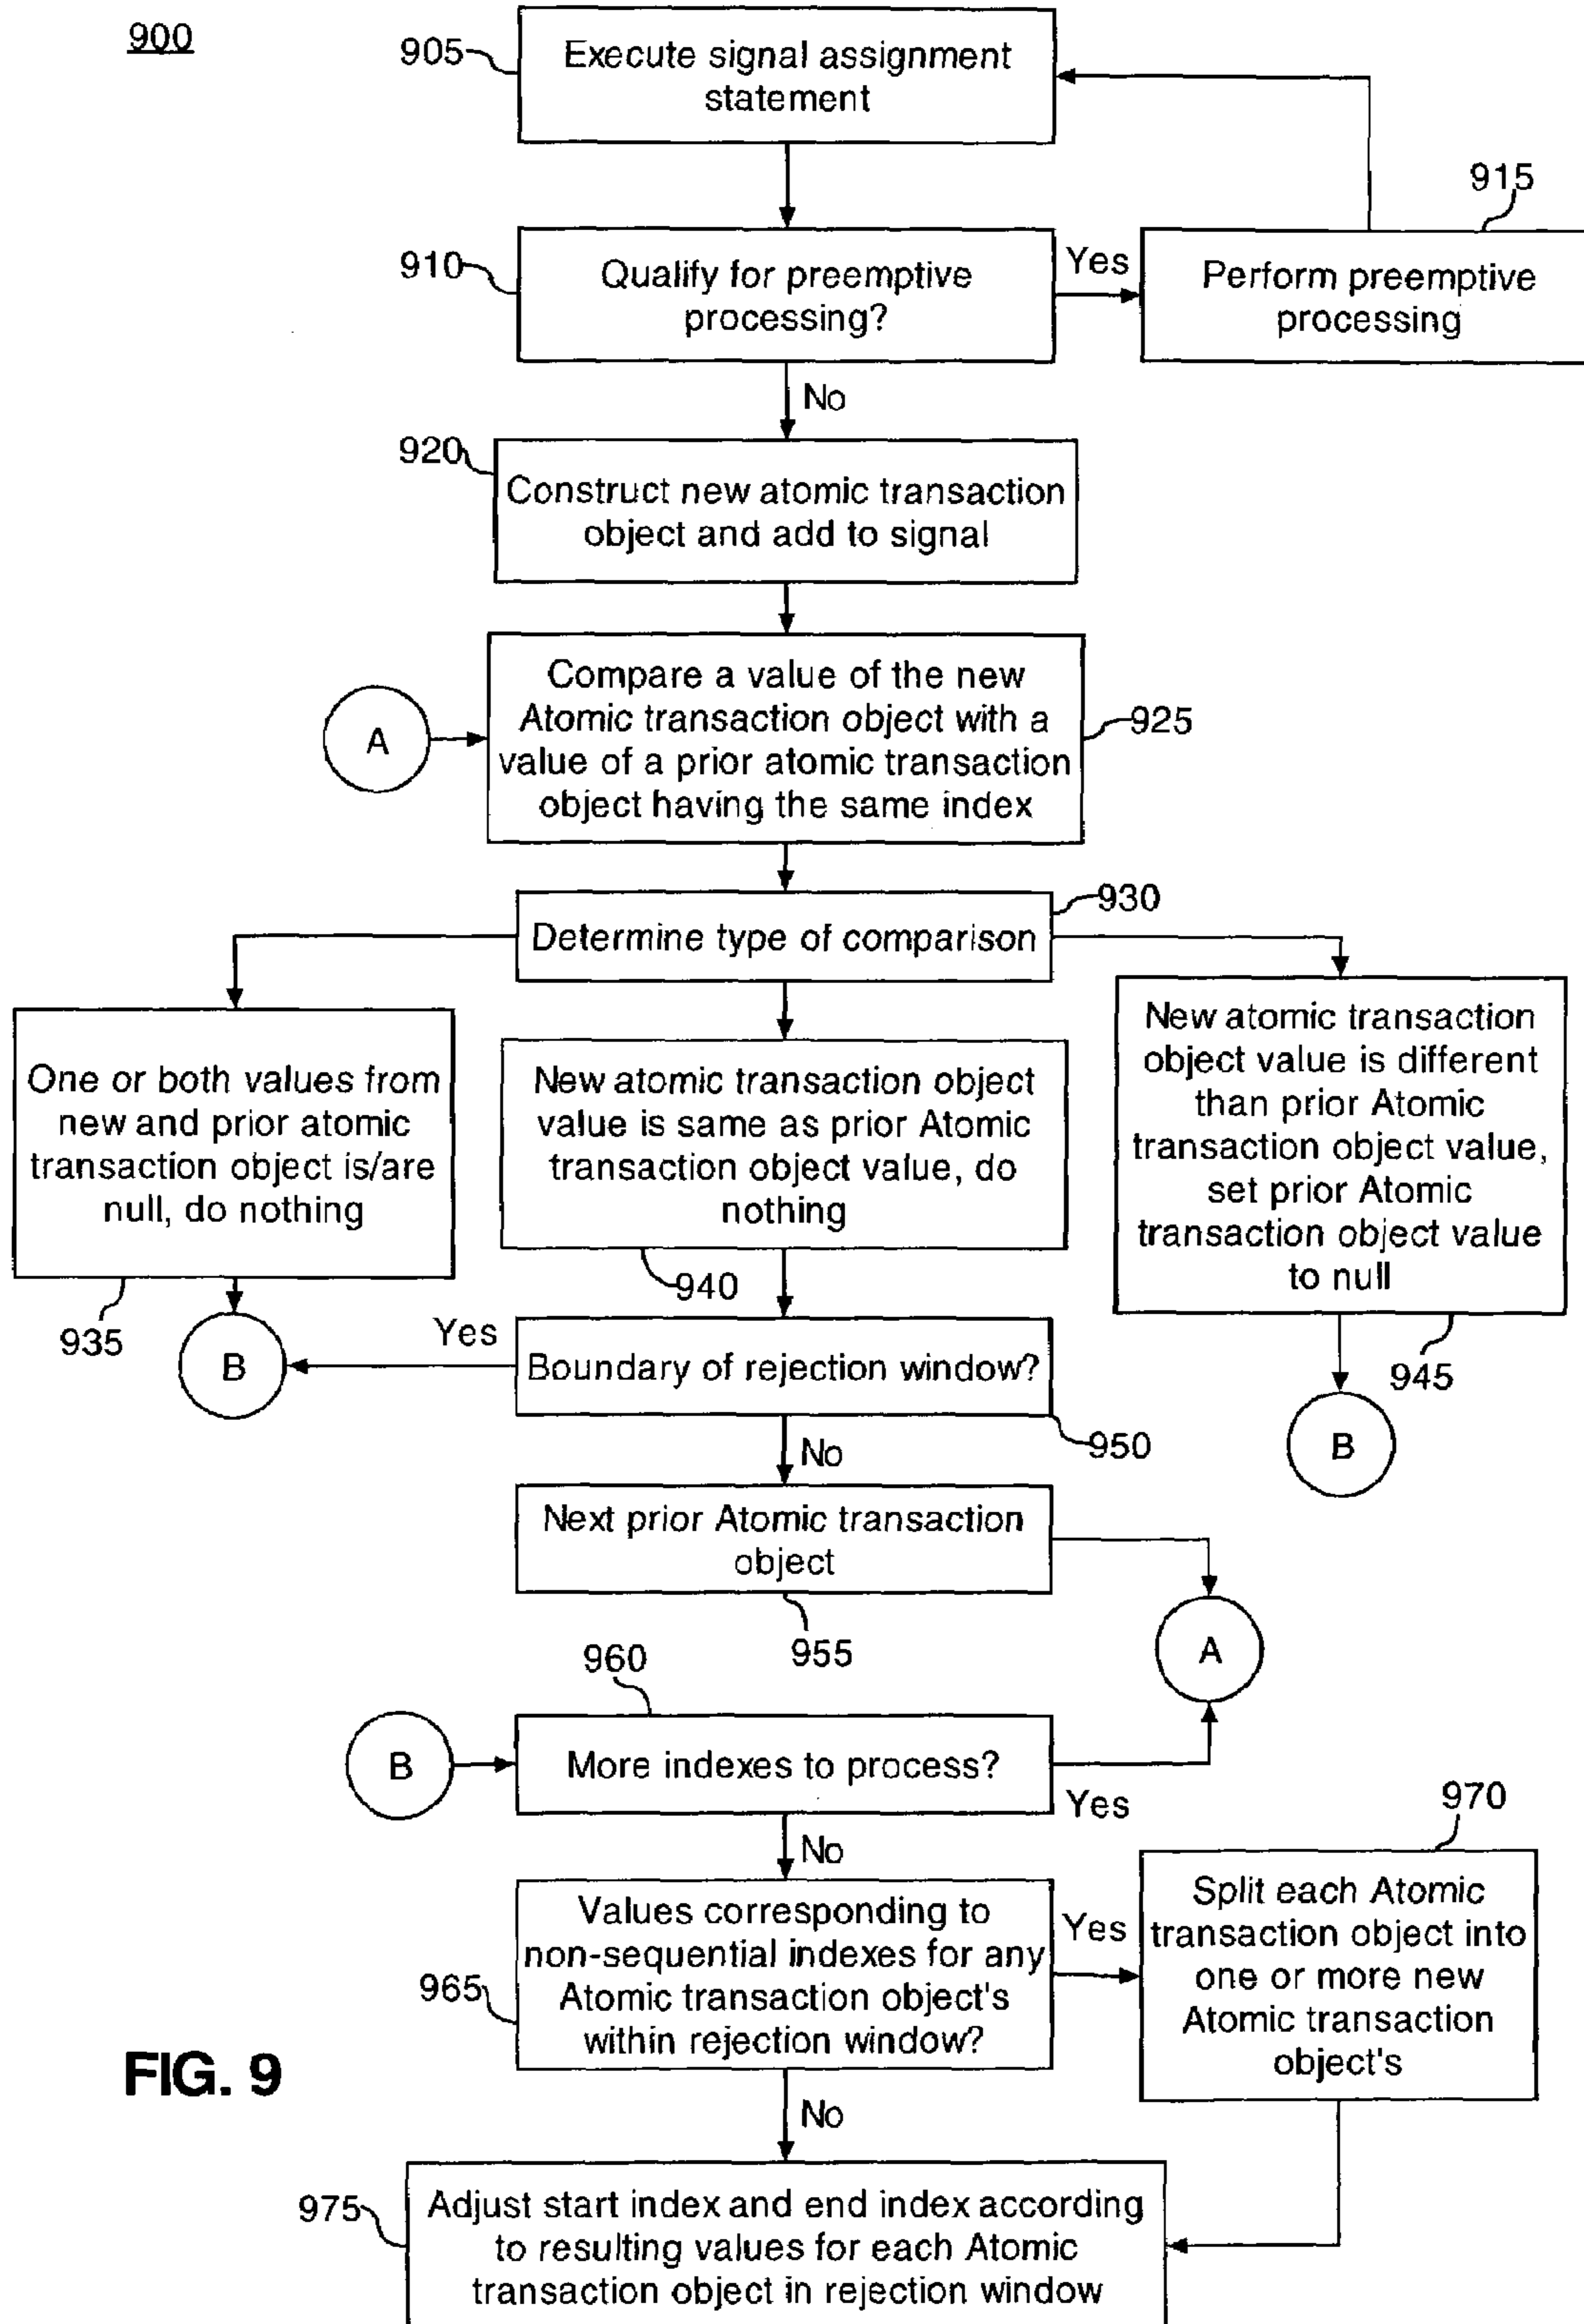 900
905
Execute signal assignment
statement
915
910
Qualify for preemptive
processing?
Yes
Perform preemptive
processing
No
920
Construct new atomic transaction
object and add to signal
A
Compare a value of the new
Atomic transaction object with a
value of a prior atomic transaction
object having the same index
925
930
Determine type of comparison
One or both values from
new and prior atomic
transaction object is/are
null, do nothing
935
New atomic transaction object
value is same as prior Atomic
transaction object value, do
nothing
940
New atomic transaction
object value is different
than prior Atomic
transaction object value,
set prior Atomic
transaction object value
to null
945
B
Yes
Boundary of rejection window?
950
B
No
Next prior Atomic transaction
object
955
A
960
B
More indexes to process?
Yes
No
965
Values corresponding to
non-sequential indexes for any
Atomic transaction object's
within rejection window?
Yes
970
Split each Atomic
transaction object into
one or more new
Atomic transaction
object's
No
FIG. 9
975
Adjust start index and end index according
to resulting values for each Atomic
transaction object in rejection window